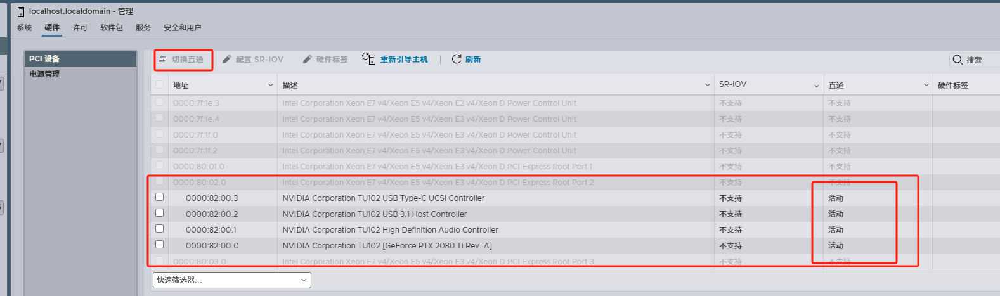 localhost.localdomain - 管理
系统 硬件 许可 软件包 服务 安全和用户
PCI 设备
电源管理
切换直通 配置 SR-IOV 硬件标签 重新引导主机 刷新 搜索
地址 描述 SR-IOV 直通 硬件标签
0000:7f:1e.3 Intel Corporation Xeon E7 v4/Xeon E5 v4/Xeon E3 v4/Xeon D Power Control Unit 不支持 不支持
0000:7f:1e.4 Intel Corporation Xeon E7 v4/Xeon E5 v4/Xeon E3 v4/Xeon D Power Control Unit 不支持 不支持
0000:7f:1f.0 Intel Corporation Xeon E7 v4/Xeon E5 v4/Xeon E3 v4/Xeon D Power Control Unit 不支持 不支持
0000:7f:1f.2 Intel Corporation Xeon E7 v4/Xeon E5 v4/Xeon E3 v4/Xeon D Power Control Unit 不支持 不支持
0000:80:01.0 Intel Corporation Xeon E7 v4/Xeon E5 v4/Xeon E3 v4/Xeon D PCI Express Root Port 1 不支持 不支持
0000:80:02.0 Intel Corporation Xeon E7 v4/Xeon E5 v4/Xeon E3 v4/Xeon D PCI Express Root Port 2 不支持 不支持
0000:82:00.3 NVIDIA Corporation TU102 USB Type-C UCSI Controller 不支持 活动
0000:82:00.2 NVIDIA Corporation TU102 USB 3.1 Host Controller 不支持 活动
0000:82:00.1 NVIDIA Corporation TU102 High Definition Audio Controller 不支持 活动
0000:82:00.0 NVIDIA Corporation TU102 [GeForce RTX 2080 Ti Rev. A] 不支持 活动
0000:80:03.0 Intel Corporation Xeon E7 v4/Xeon E5 v4/Xeon E3 v4/Xeon D PCI Express Root Port 3 不支持 不支持
快速筛选器...